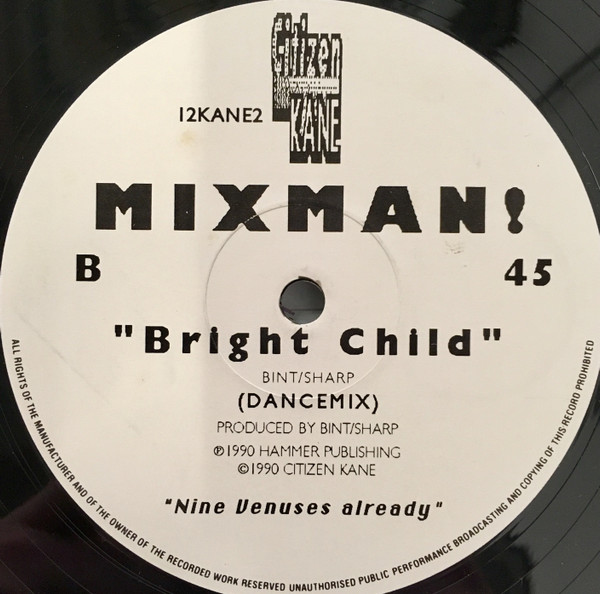 Citizen
KANE
12KANE2
MIXMAN!
B 45
"Bright Child"
BINT/SHARP
(DANCEMIX)
PRODUCED BY BINT/SHARP
℗1990 HAMMER PUBLISHING
©1990 CITIZEN KANE
"Nine Venuses already"
ALL RIGHTS OF THE MANUFACTURER AND OF THE OWNER OF THE RECORDED WORK RESERVED UNAUTHORISED PUBLIC PERFORMANCE BROADCASTING AND COPYING OF THIS RECORD PROHIBITED